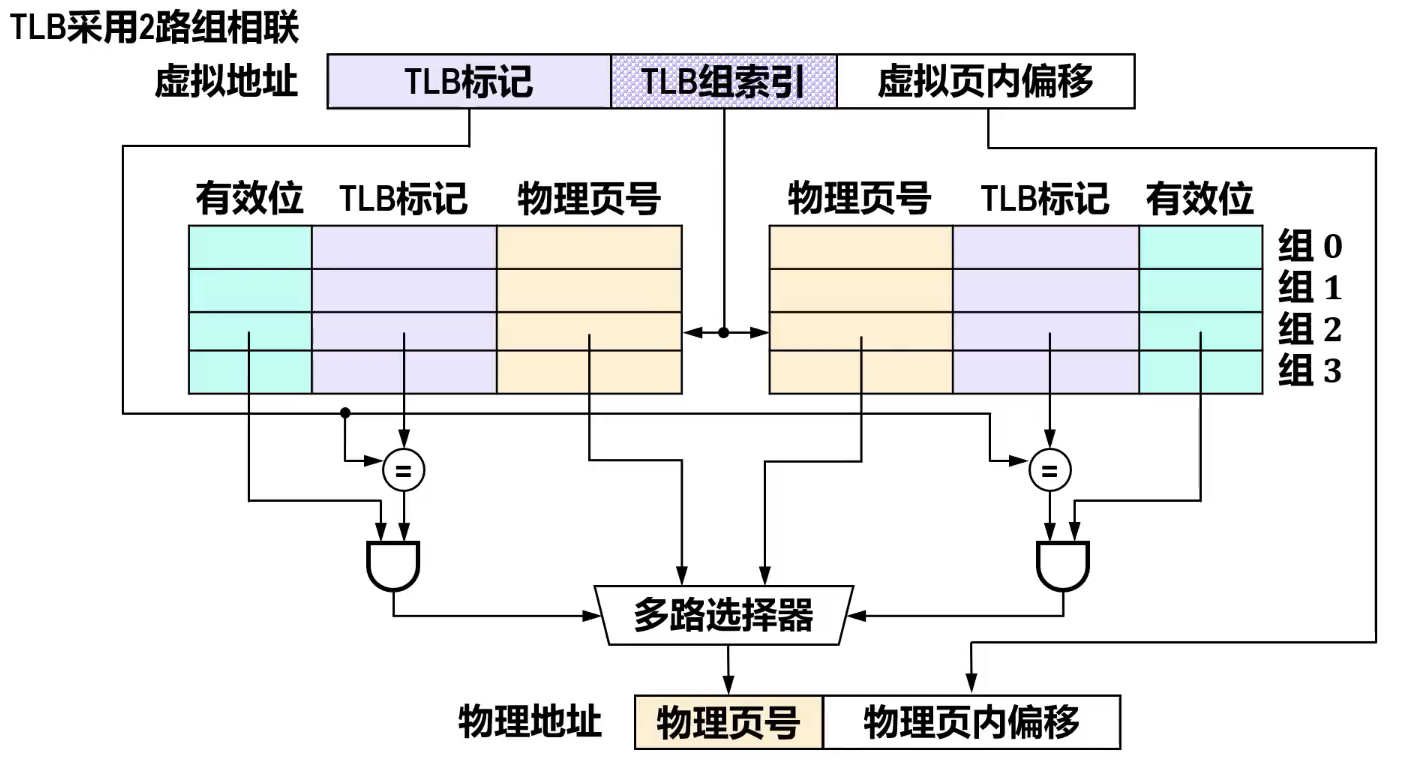 TLB采用2路组相联
虚拟地址 TLB标记 TLB组索引 虚拟页内偏移
有效位 TLB标记 物理页号 物理页号 TLB标记 有效位
组 0
组 1
组 2
组 3
= =
多路选择器
物理地址 物理页号 物理页内偏移